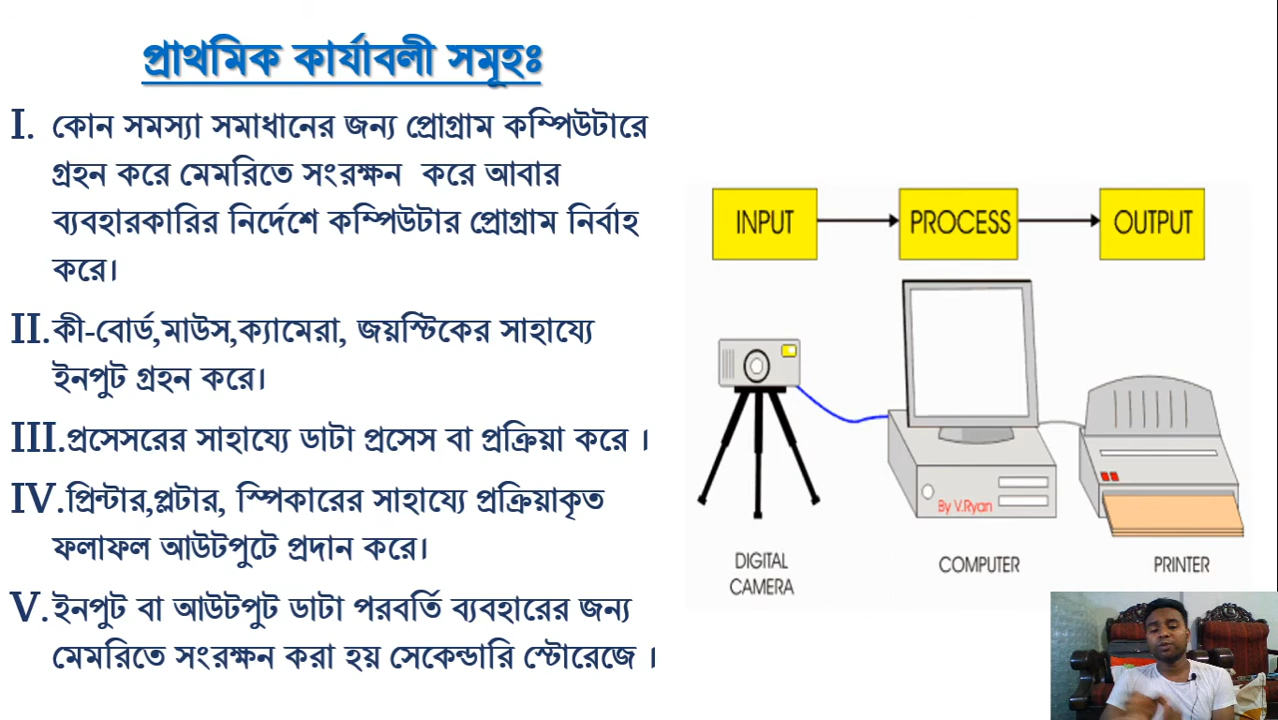 প্রাথমিক কার্যাবলী সমূহঃ
I. কোন সমস্যা সমাধানের জন্য প্রোগ্রাম কম্পিউটারে
গ্রহন করে মেমরিতে সংরক্ষন করে আবার
ব্যবহারকারির নির্দেশে কম্পিউটার প্রোগ্রাম নির্বাহ
করে।
II.কী-বোর্ড,মাউস,ক্যামেরা, জয়স্টিকের সাহায্যে
ইনপুট গ্রহন করে।
III.প্রসেসরের সাহায্যে ডাটা প্রসেস বা প্রক্রিয়া করে ।
IV.প্রিন্টার,প্লটার, স্পিকারের সাহায্যে প্রক্রিয়াকৃত
ফলাফল আউটপুটে প্রদান করে।
V.ইনপুট বা আউটপুট ডাটা পরবর্তি ব্যবহারের জন্য
মেমরিতে সংরক্ষন করা হয় সেকেন্ডারি স্টোরেজে ।
INPUT PROCESS OUTPUT
By V.Ryan
DIGITAL
CAMERA
COMPUTER
PRINTER